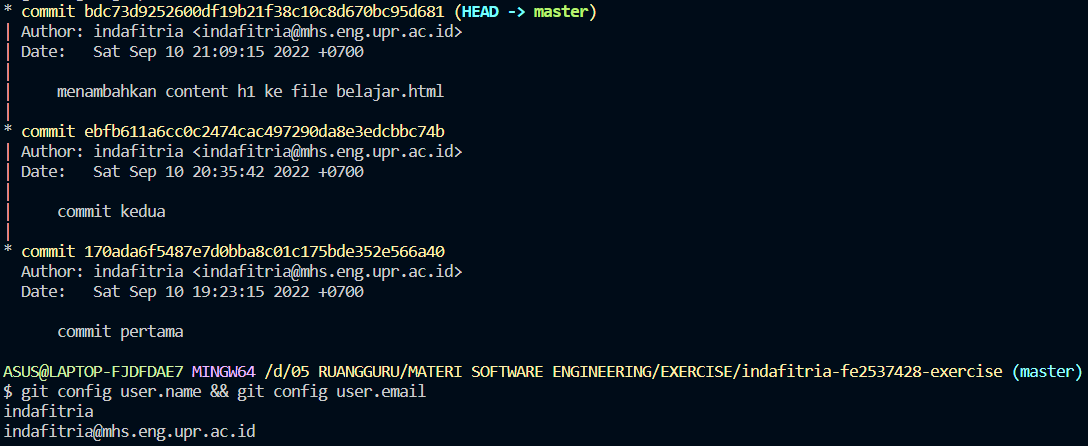 * commit bdc73d9252600df19b21f38c10c8d670bc95d681 (HEAD -> master)
| Author: indafitria <indafitria@mhs.eng.upr.ac.id>
| Date:   Sat Sep 10 21:09:15 2022 +0700
|
|     menambahkan content h1 ke file belajar.html
|
* commit ebfb611a6cc0c2474cac497290da8e3edcbbc74b
| Author: indafitria <indafitria@mhs.eng.upr.ac.id>
| Date:   Sat Sep 10 20:35:42 2022 +0700
|
|     commit kedua
|
* commit 170ada6f5487e7d0bba8c01c175bde352e566a40
  Author: indafitria <indafitria@mhs.eng.upr.ac.id>
  Date:   Sat Sep 10 19:23:15 2022 +0700

      commit pertama

ASUS@LAPTOP-FJDFDAE7 MINGW64 /d/05 RUANGGURU/MATERI SOFTWARE ENGINEERING/EXERCISE/indafitria-fe2537428-exercise (master)
$ git config user.name && git config user.email
indafitria
indafitria@mhs.eng.upr.ac.id